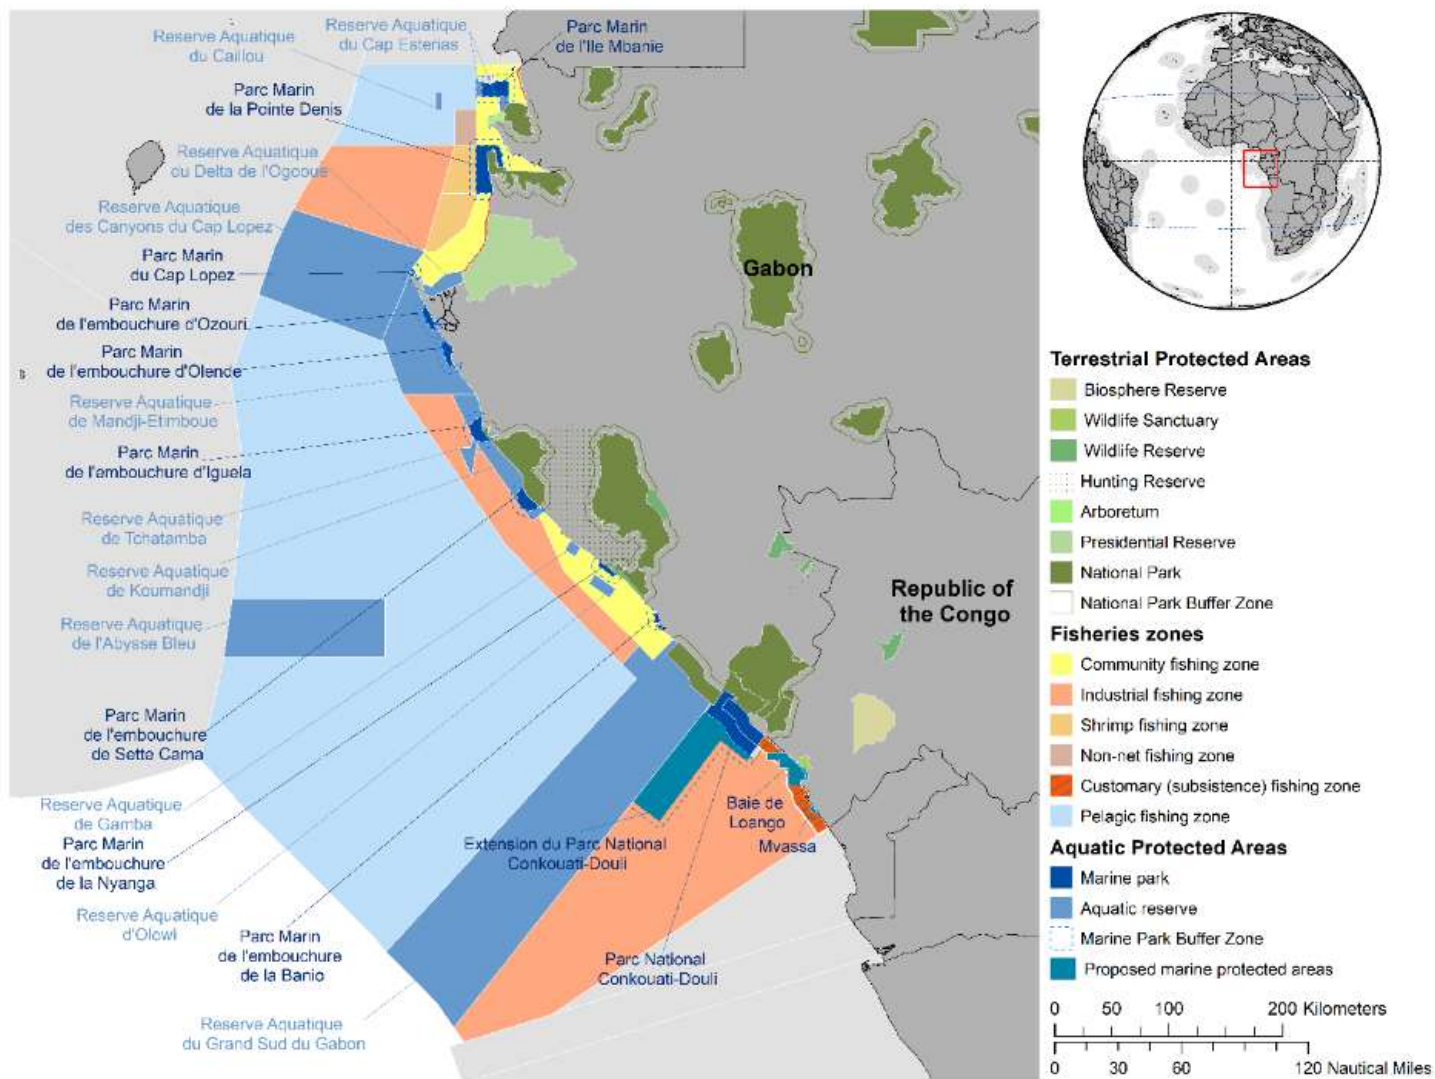 Reserve Aquatique
du Caillou
Reserve Aquatique
du Cap Esterias
Parc Marin
de l'Ile Mbanie
Parc Marin
de la Pointe Denis
Reserve Aquatique
du Delta de l'Ogooue
Reserve Aquatique
des Canyons du Cap Lopez
Parc Marin
du Cap Lopez
Parc Marin
de l'embouchure d'Ozouri
Parc Marin
de l'embouchure d'Olende
Reserve Aquatique
de Mandji-Etimboue
Parc Marin
de l'embouchure d'Iguela
Reserve Aquatique
de Tchatamba
Reserve Aquatique
de Koumandji
Reserve Aquatique
de l'Abysse Bleu
Parc Marin
de l'embouchure
de Sette Cama
Reserve Aquatique
de Gamba
Parc Marin
de l'embouchure
de la Nyanga
Reserve Aquatique
d'Olowi
Parc Marin
de l'embouchure
de la Banio
Reserve Aquatique
du Grand Sud du Gabon
Extension du Parc National
Conkouati-Douli
Parc National
Conkouati-Douli
Baie de
Loango
Mvassa
Gabon
Republic of
the Congo
Terrestrial Protected Areas
Biosphere Reserve
Wildlife Sanctuary
Wildlife Reserve
Hunting Reserve
Arboretum
Presidential Reserve
National Park
National Park Buffer Zone
Fisheries zones
Community fishing zone
Industrial fishing zone
Shrimp fishing zone
Non-net fishing zone
Customary (subsistence) fishing zone
Pelagic fishing zone
Aquatic Protected Areas
Marine park
Aquatic reserve
Marine Park Buffer Zone
Proposed marine protected areas
0 50 100 200 Kilometers
0 30 60 120 Nautical Miles